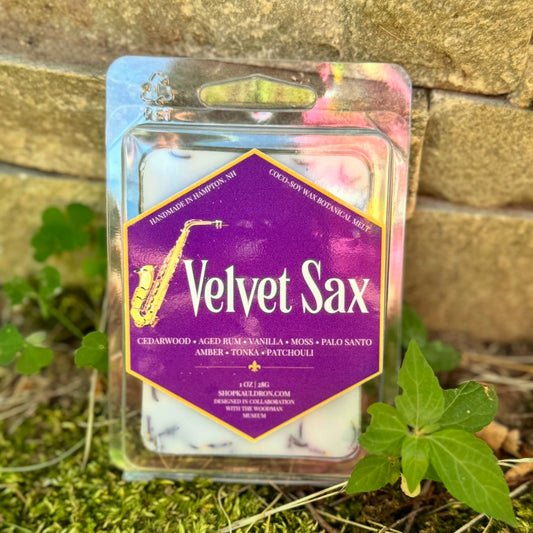 HANDMADE IN HAMPTON, NH
COCO-SOY WAX BOTANICAL MELT
Velvet Sax
CEDARWOOD • AGED RUM • VANILLA • MOSS • PALO SANTO
AMBER • TONKA • PATCHOULI
1 OZ | 28G
SHOPKAULDRON.COM
DESIGNED IN COLLABORATION
WITH THE WOODMAN
MUSEUM